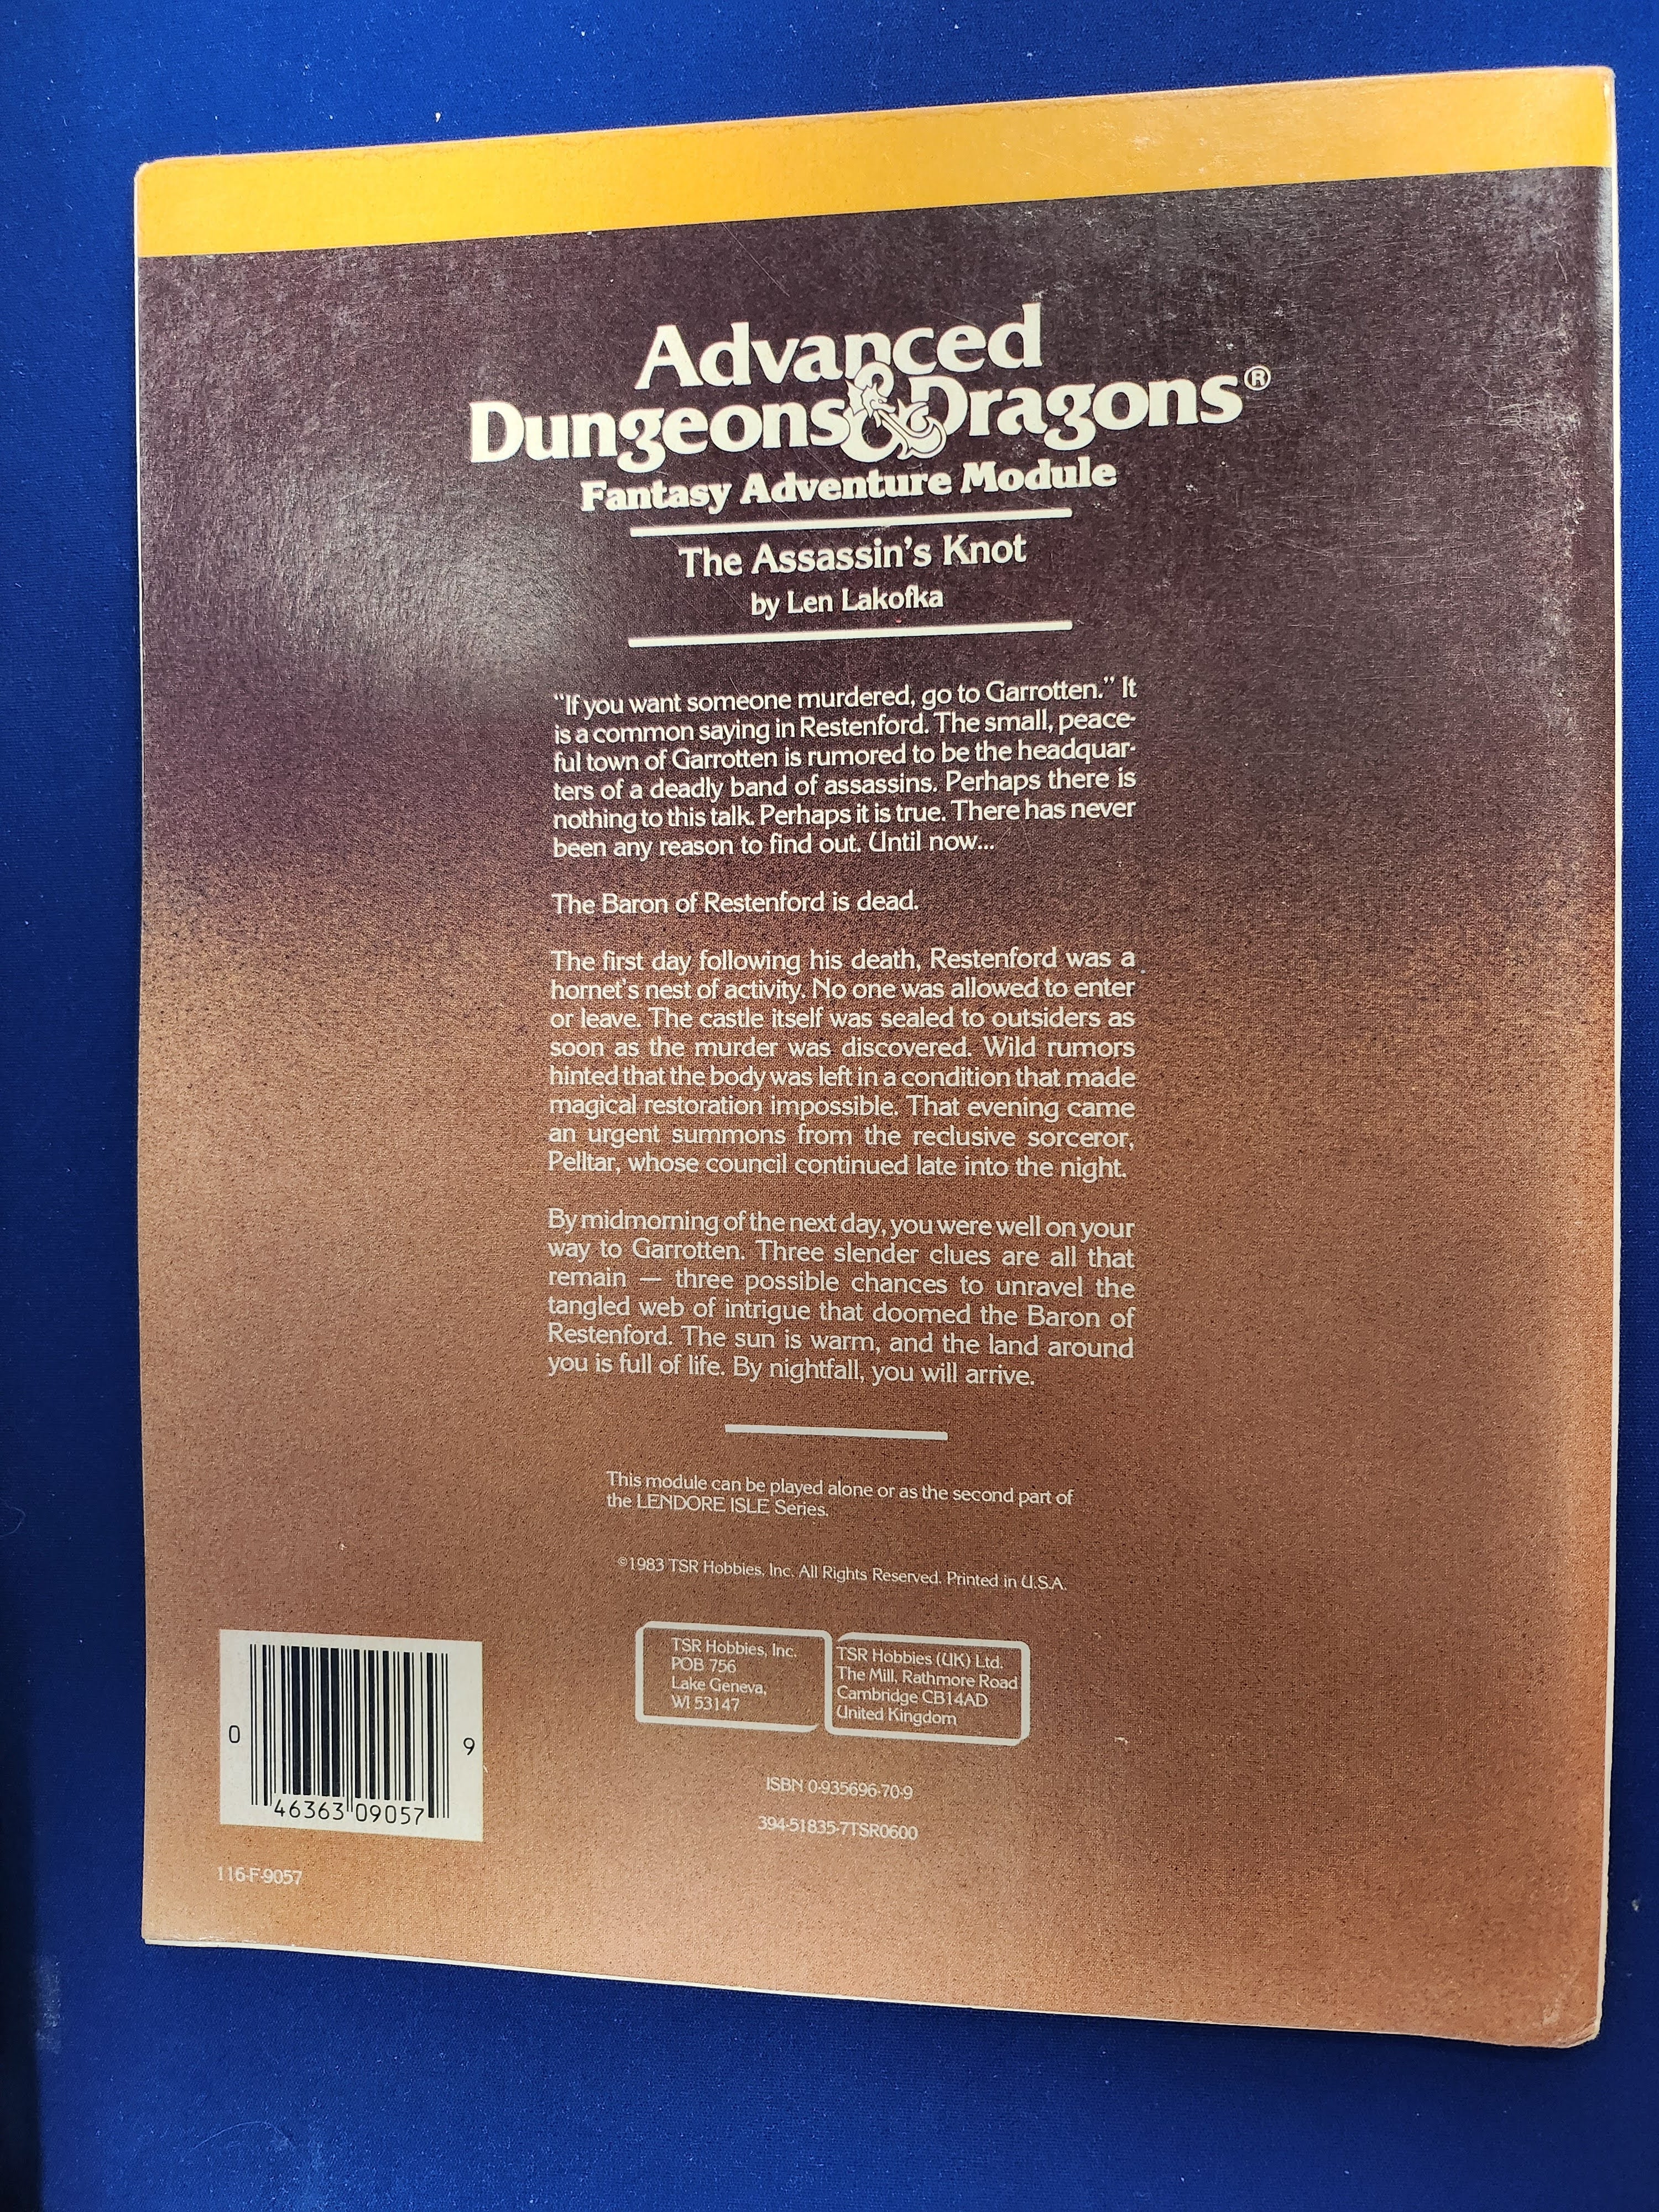 Advanced
Dungeons & Dragons®
Fantasy Adventure Module
The Assassin's Knot
by Len Lakofka
"If you want someone murdered, go to Garrotten." It
is a common saying in Restenford. The small, peace-
ful town of Garrotten is rumored to be the headquar-
ters of a deadly band of assassins. Perhaps there is
nothing to this talk. Perhaps it is true. There has never
been any reason to find out. Until now...
The Baron of Restenford is dead.
The first day following his death, Restenford was a
hornet's nest of activity. No one was allowed to enter
or leave. The castle itself was sealed to outsiders as
soon as the murder was discovered. Wild rumors
hinted that the body was left in a condition that made
magical restoration impossible. That evening came
an urgent summons from the reclusive sorceror,
Pelltar, whose council continued late into the night.
By midmorning of the next day, you were well on your
way to Garrotten. Three slender clues are all that
remain — three possible chances to unravel the
tangled web of intrigue that doomed the Baron of
Restenford. The sun is warm, and the land around
you is full of life. By nightfall, you will arrive.
This module can be played alone or as the second part of
the LENDORE ISLE Series.
©1983 TSR Hobbies, Inc. All Rights Reserved. Printed in U.S.A.
TSR Hobbies, Inc.
POB 756
Lake Geneva,
WI 53147
TSR Hobbies (UK) Ltd.
The Mill, Rathmore Road
Cambridge CB14AD
United Kingdom
0 46363 09057 9
ISBN 0-935696-70-9
394-51835-7TSR0600
116-F-9057